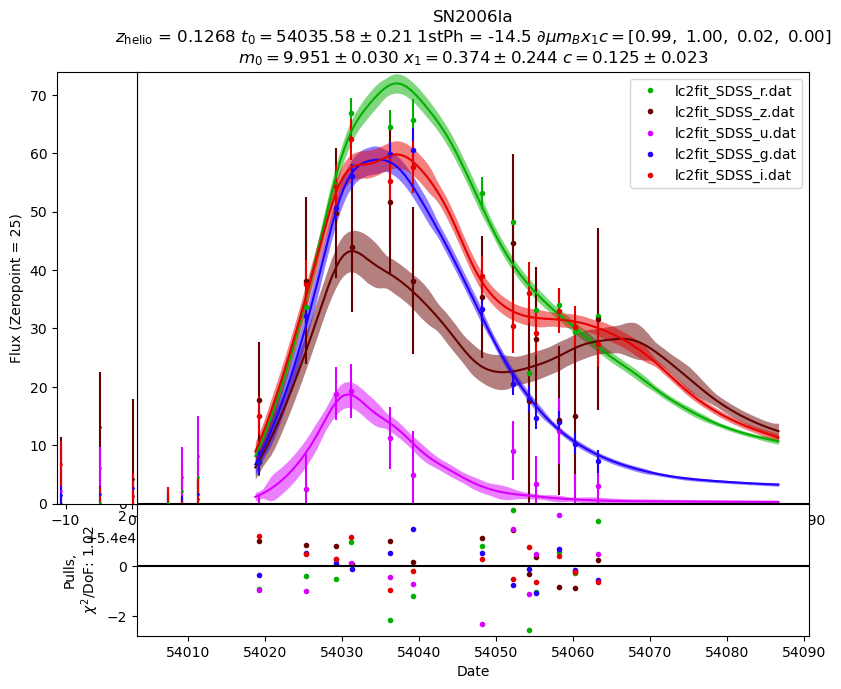 SN2006la
z_helio = 0.1268 t_0 = 54035.58 ± 0.21 1stPh = -14.5 ∂μm_Bx_1c = [0.99, 1.00, 0.02, 0.00]
m_0 = 9.951 ± 0.030 x_1 = 0.374 ± 0.244 c = 0.125 ± 0.023
lc2fit_SDSS_r.dat
lc2fit_SDSS_z.dat
lc2fit_SDSS_u.dat
lc2fit_SDSS_g.dat
lc2fit_SDSS_i.dat
Flux (Zeropoint = 25)
70
60
50
40
30
20
10
0
−10
0
90
2
0
−2
Pulls,
χ²/DoF: 1.02
54010 54020 54030 54040 54050 54060 54070 54080 54090
Date